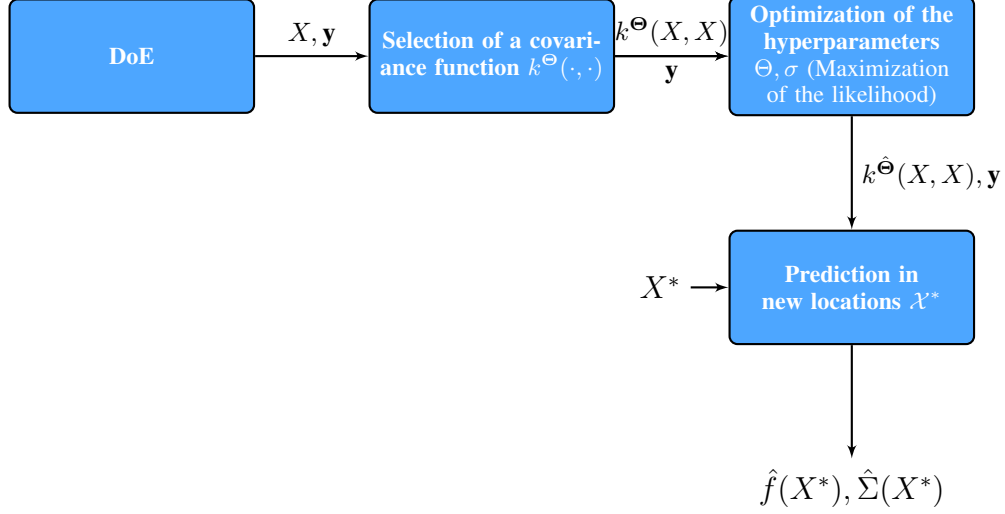 DoE
X, y
Selection of a covari-
ance function k^Θ(·, ·)
k^Θ(X, X)
y
Optimization of the
hyperparameters
Θ, σ (Maximization
of the likelihood)
k^Θ̂(X, X), y
X*
Prediction in
new locations 𝒳*
f̂(X*), Σ̂(X*)